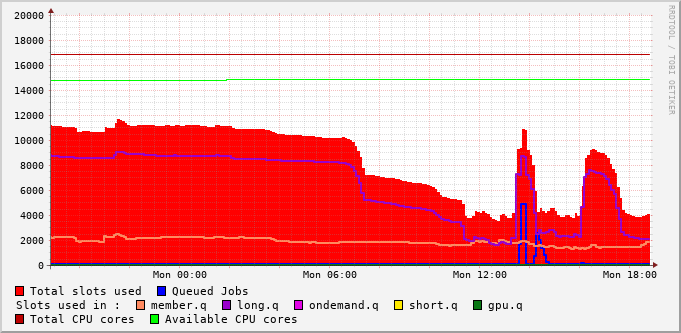 20000
18000
16000
14000
12000
10000
8000
6000
4000
2000
0
Mon 00:00 Mon 06:00 Mon 12:00 Mon 18:00
RRDTOOL / TOBI OETIKER
Total slots used Queued Jobs
Slots used in : member.q long.q ondemand.q short.q gpu.q
Total CPU cores Available CPU cores